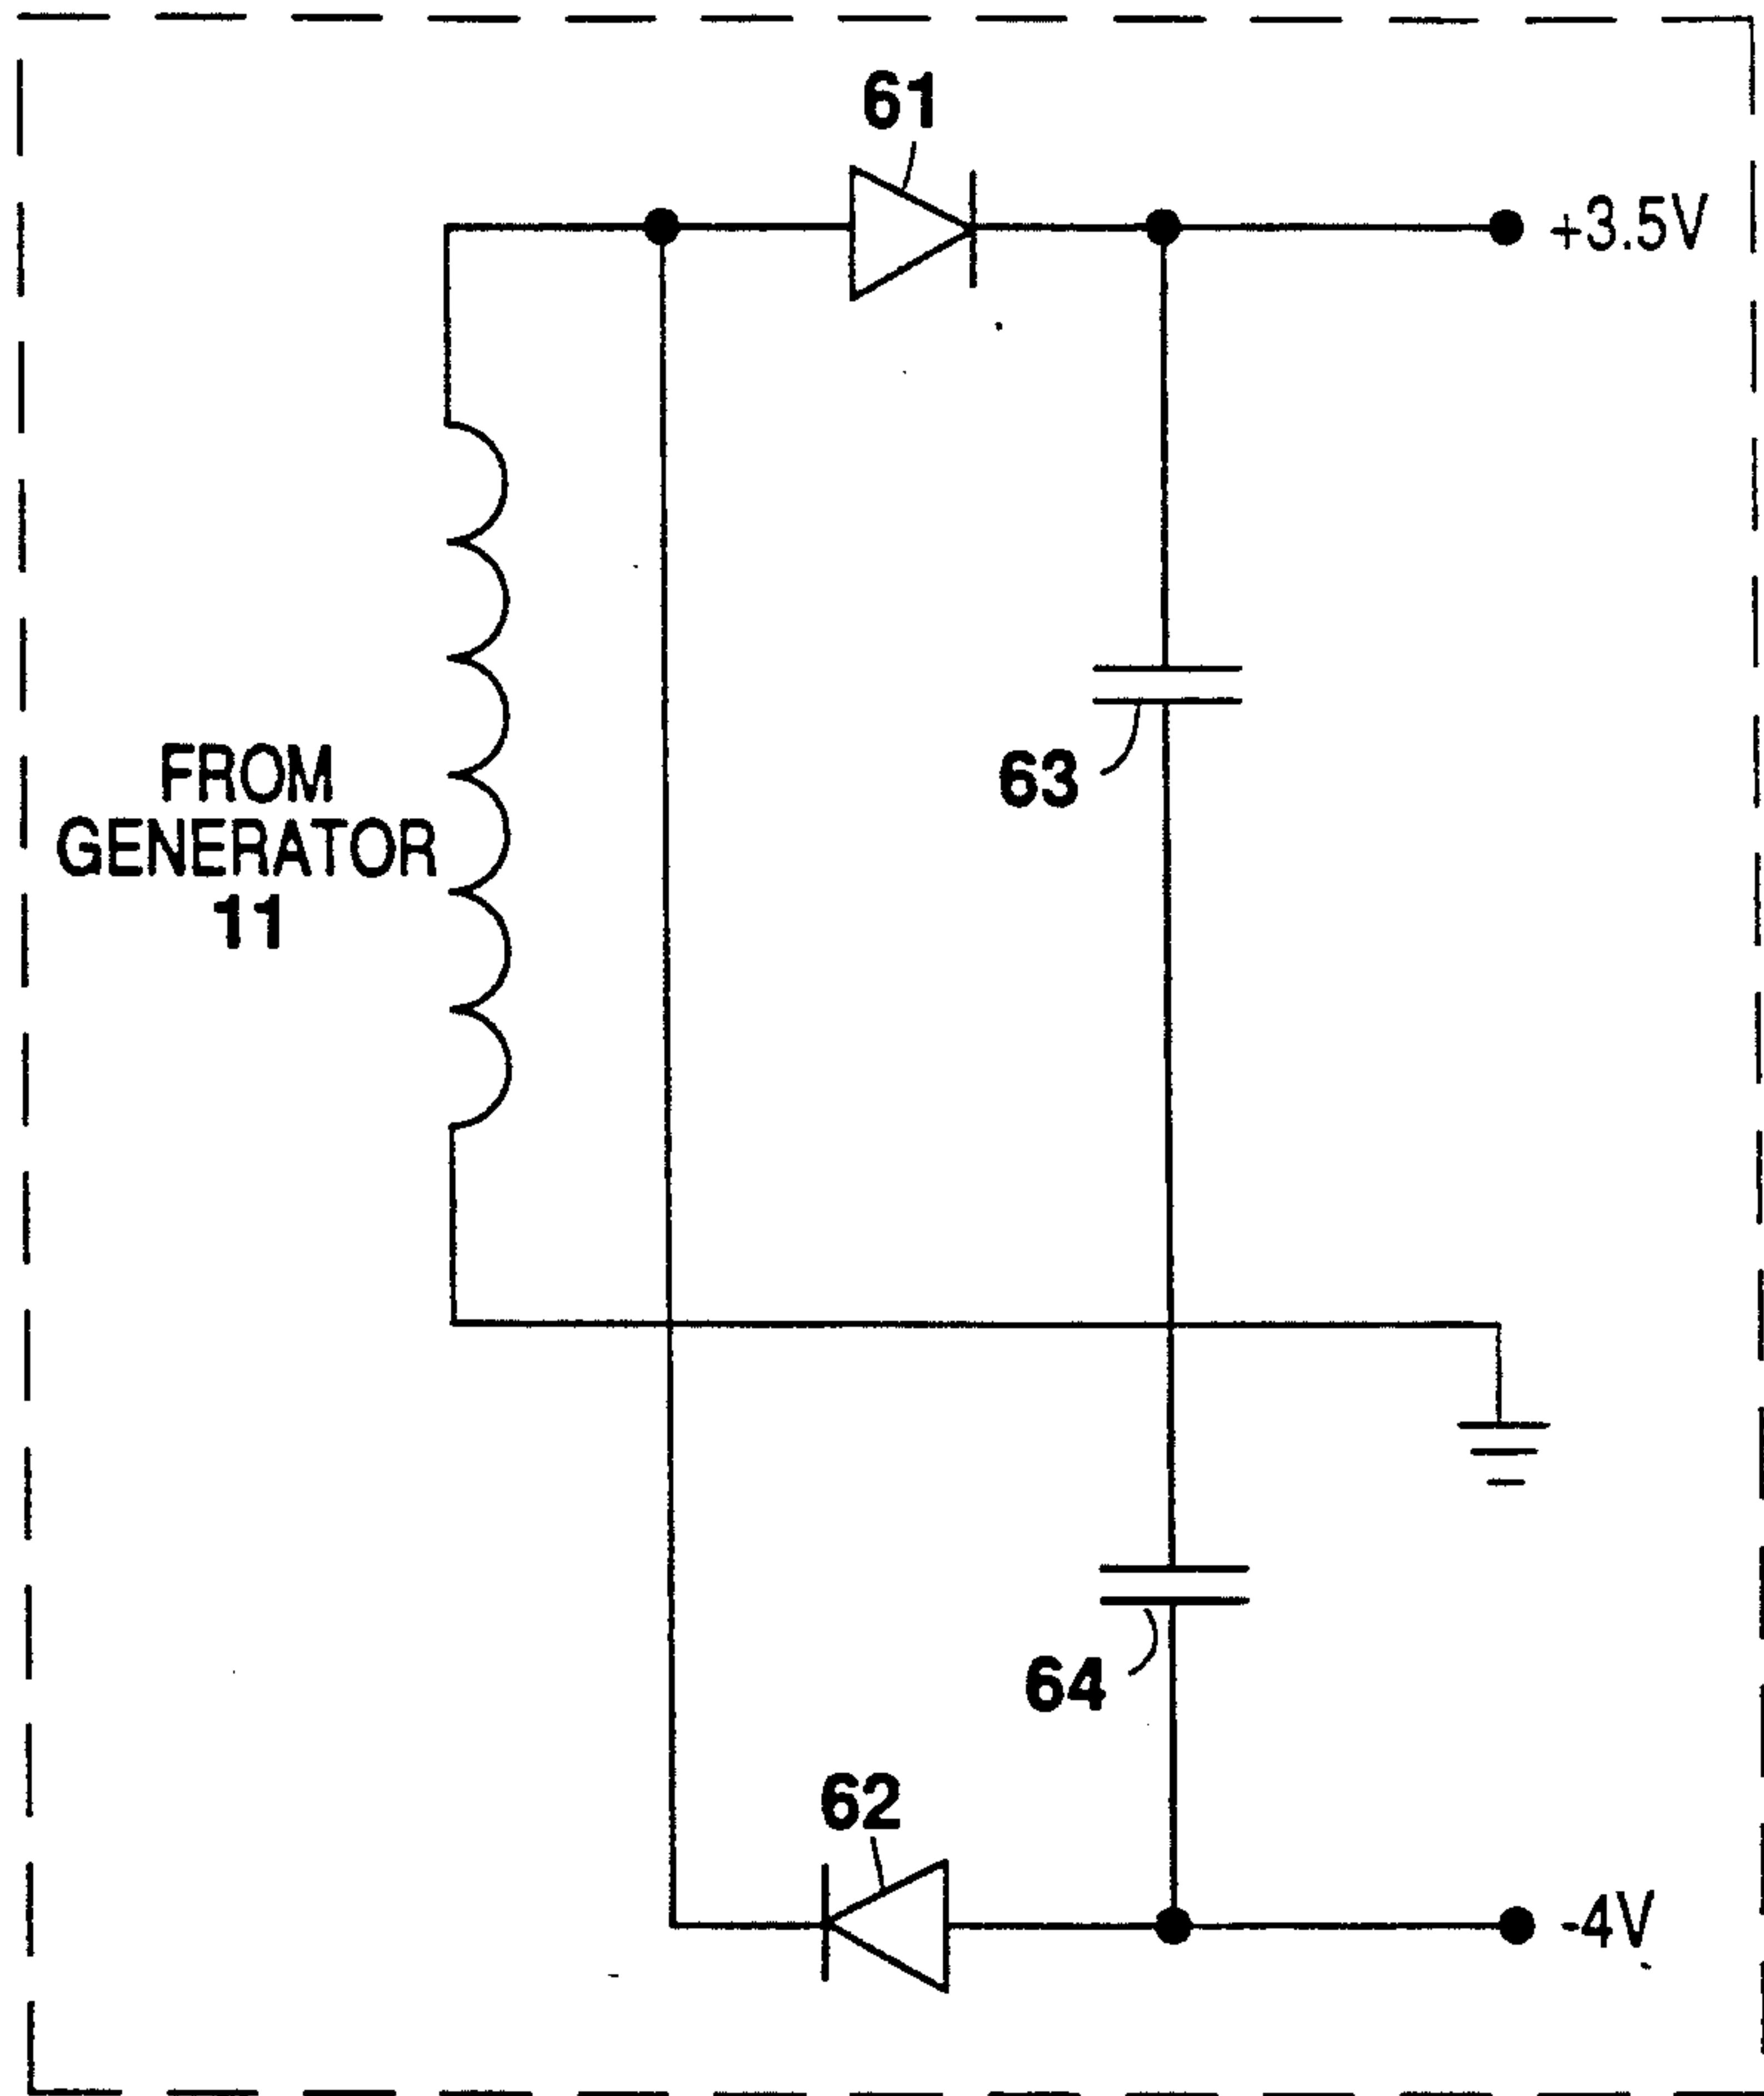 61
+3.5V
63
FROM
GENERATOR
11
64
62
-4V